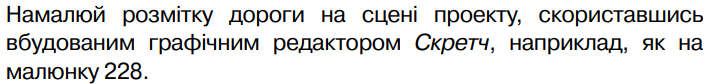 Намалюй розмітку дороги на сцені проекту, скориставшись
вбудованим графічним редактором Скретч, наприклад, як на
малюнку 228.